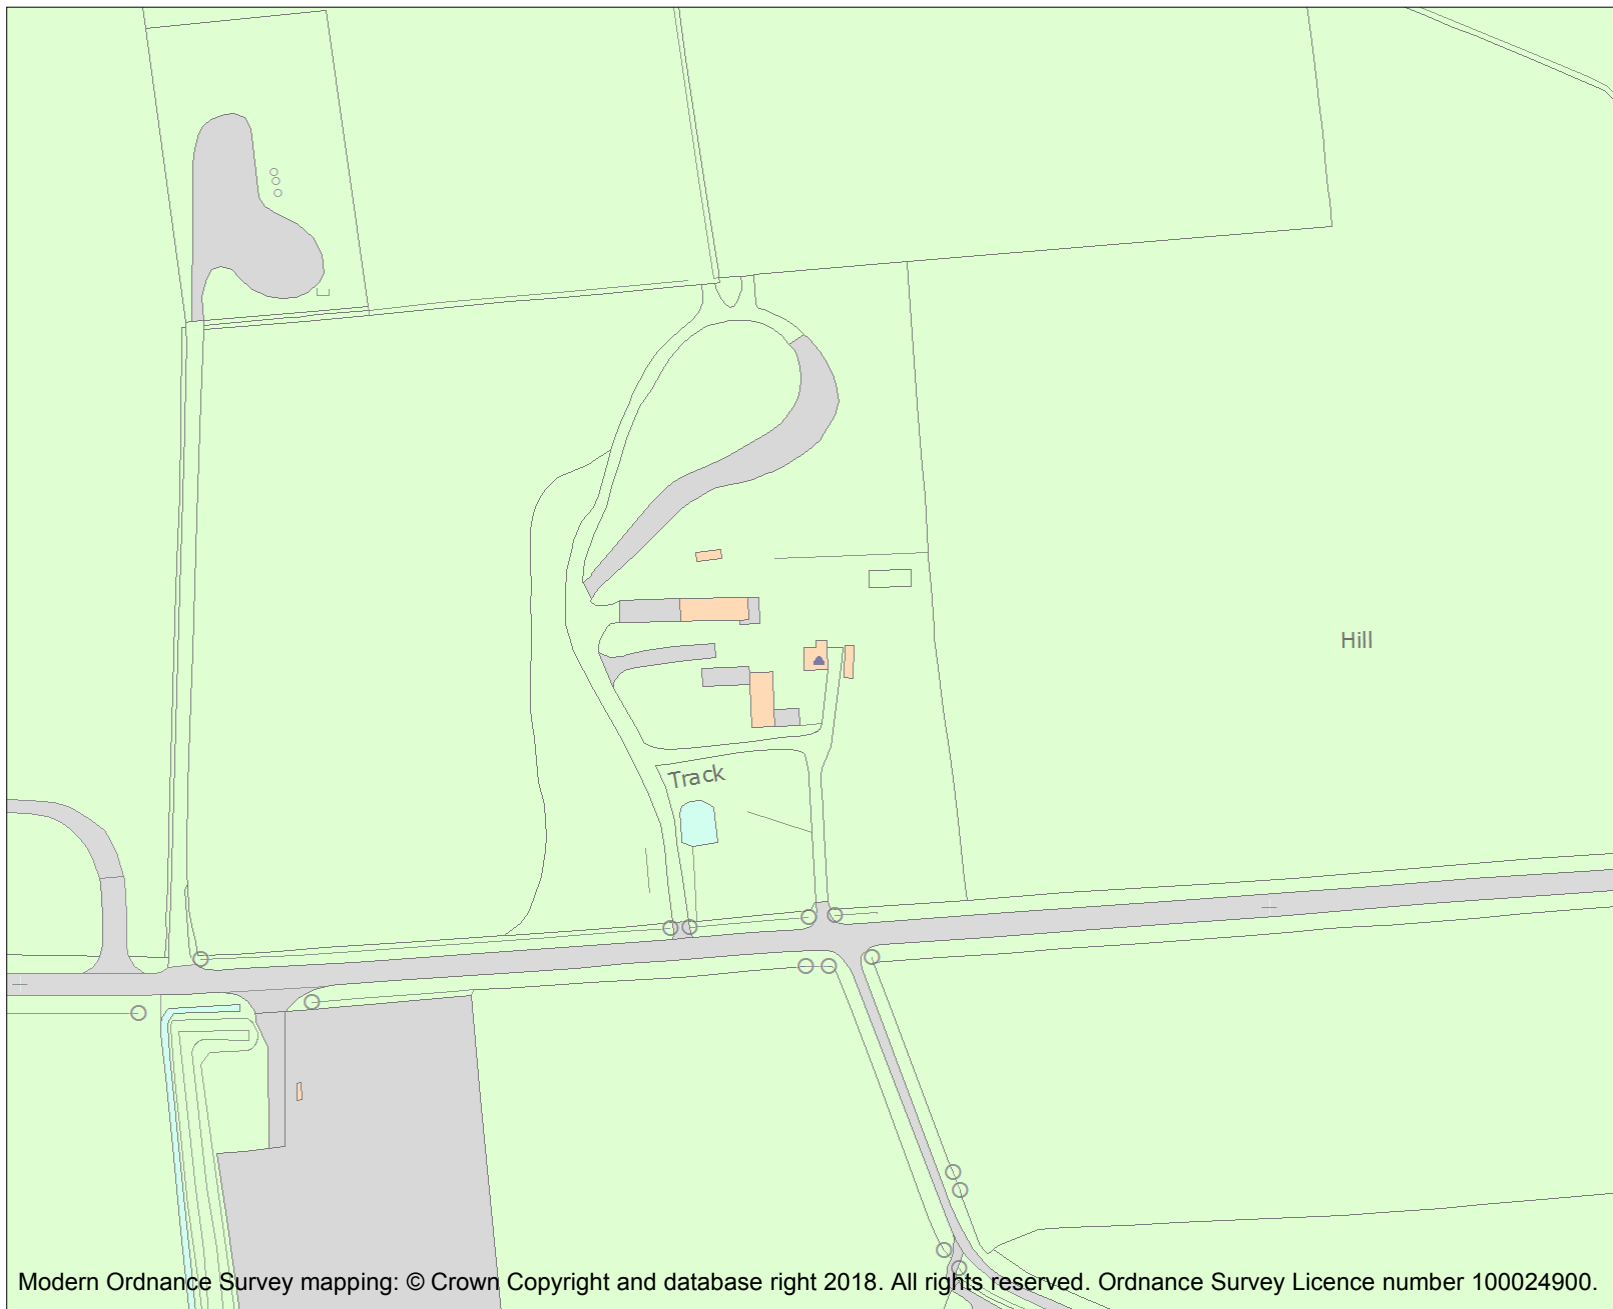 Hill
Track
Modern Ordnance Survey mapping: © Crown Copyright and database right 2018. All rights reserved. Ordnance Survey Licence number 100024900.